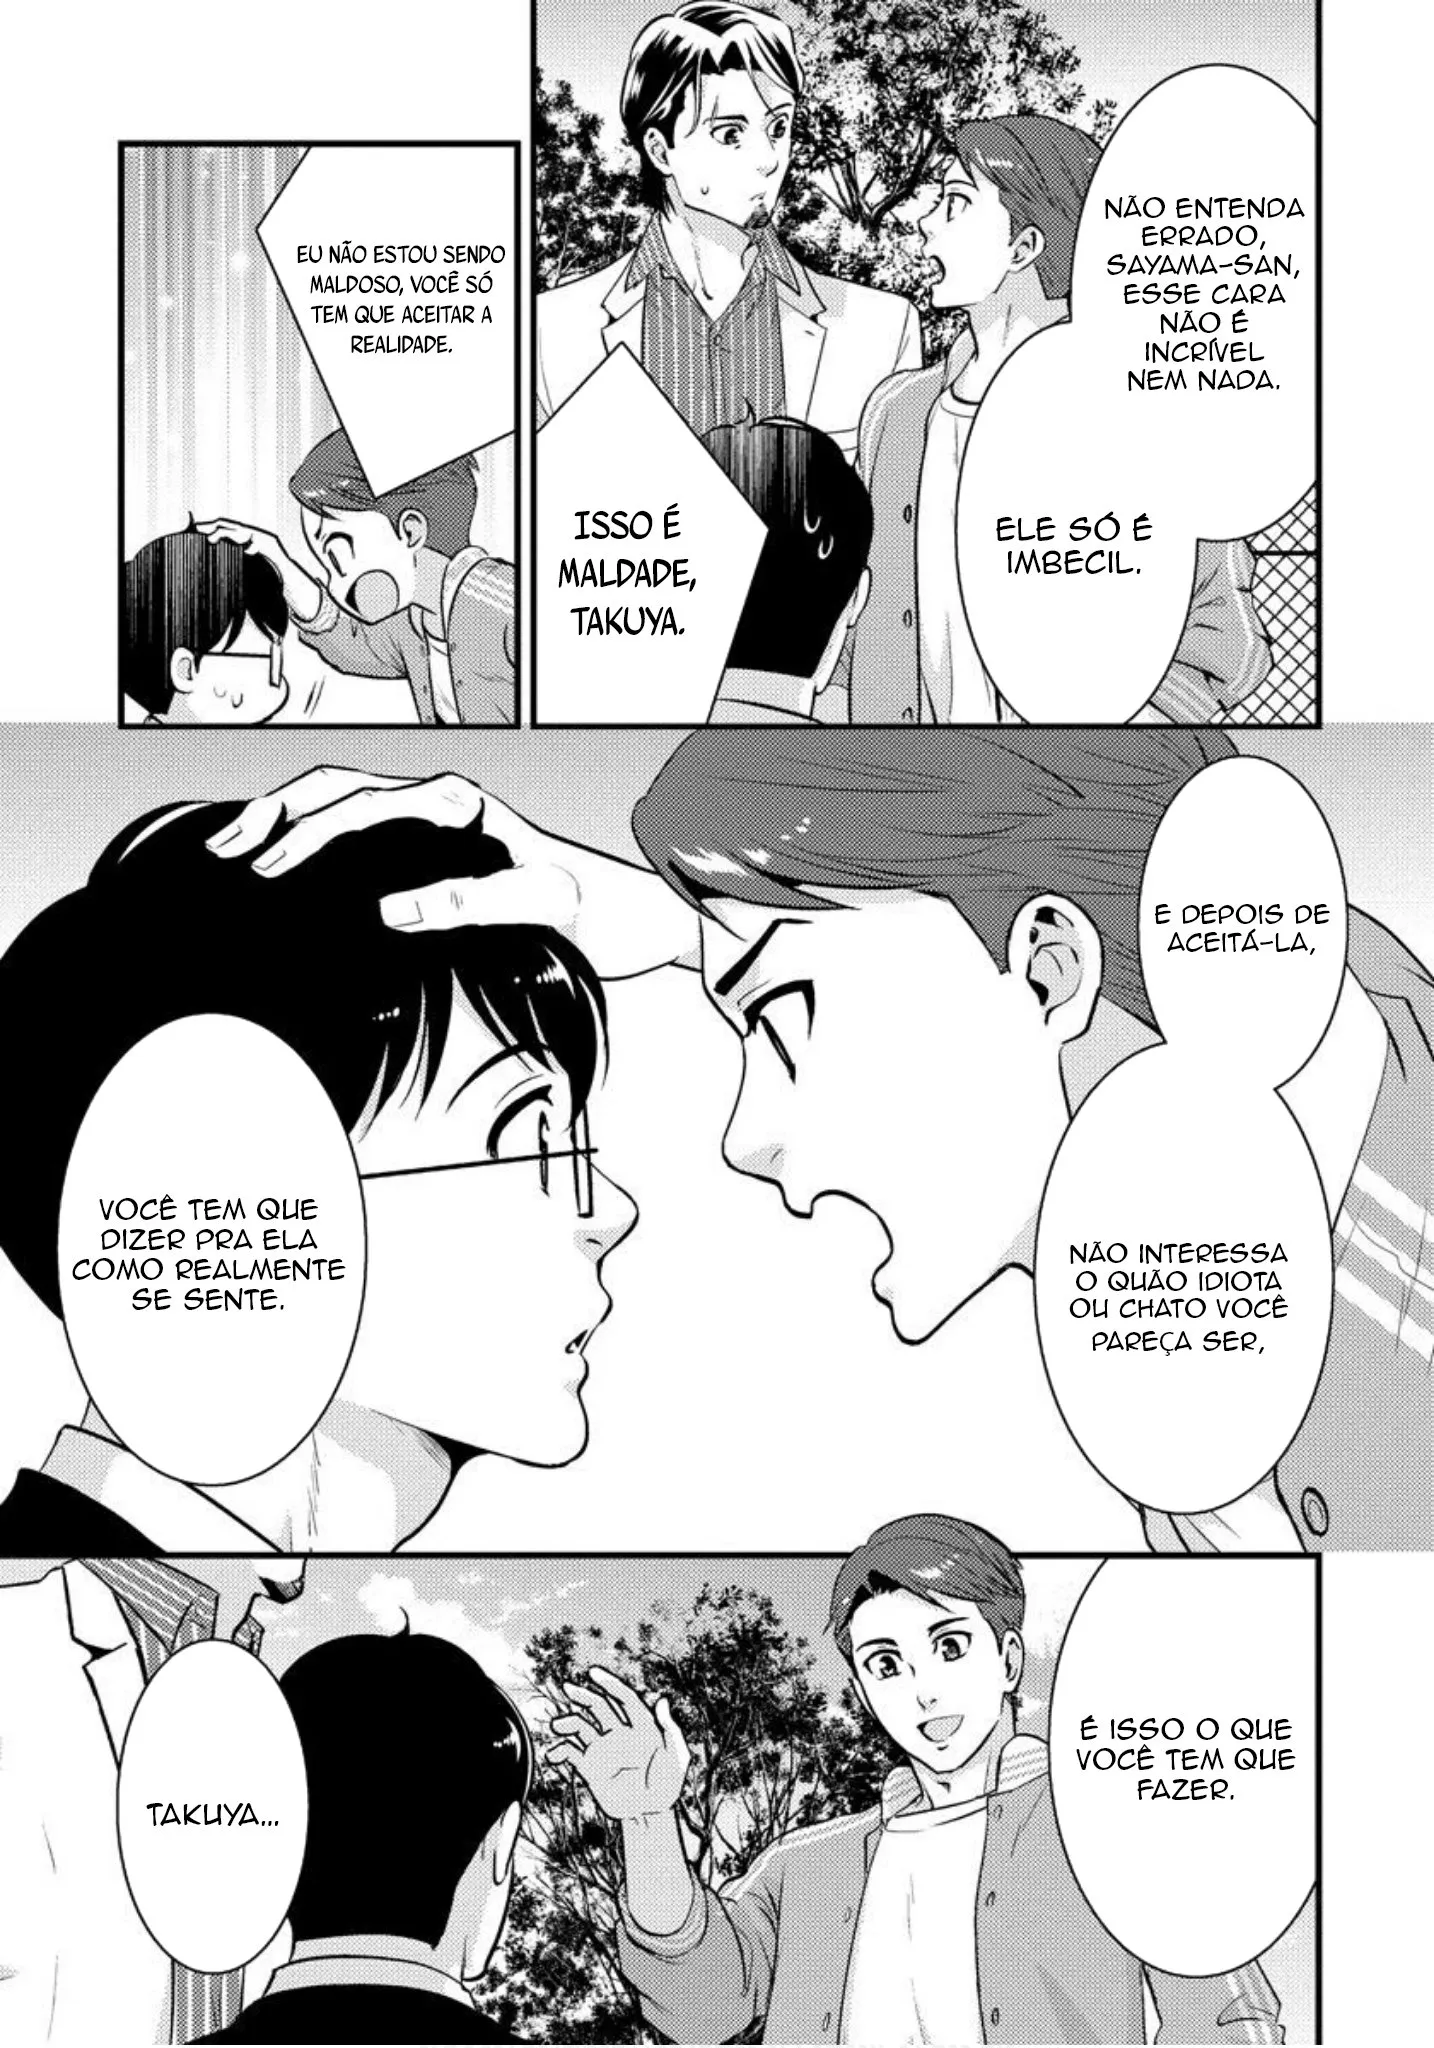 NÃO ENTENDA
ERRADO,
SAYAMA-SAN,
ESSE CARA
NÃO É
INCRÍVEL
NEM NADA.
ELE SÓ É
IMBECIL.
ISSO É
MALDADE,
TAKUYA.
EU NÃO ESTOU SENDO
MALDOSO, VOCÊ SÓ
TEM QUE ACEITAR A
REALIDADE.
E DEPOIS DE
ACEITÁ-LA,
NÃO INTERESSA
O QUÃO IDIOTA
OU CHATO VOCÊ
PAREÇA SER,
VOCÊ TEM QUE
DIZER PRA ELA
COMO REALMENTE
SE SENTE.
É ISSO O QUE
VOCÊ TEM QUE
FAZER.
TAKUYA...